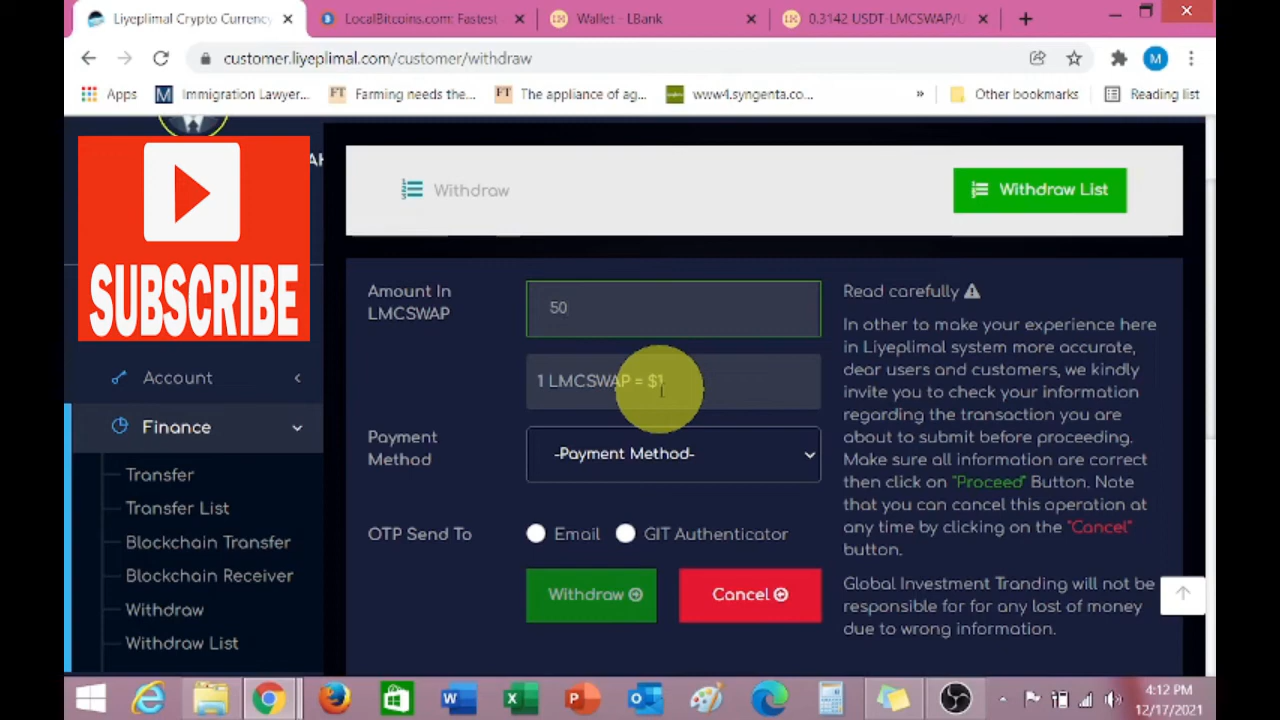 Liyeplimal Crypto Currency
LocalBitcoins.com: Fastest
Wallet - LBank
0.3142 USDT-LMCSWAP/U
customer.liyeplimal.com/customer/withdraw
M
Apps
Immigration Lawyer...
FT Farming needs the...
FT The appliance of ag...
www4.syngenta.co...
»
Other bookmarks
Reading list
SUBSCRIBE
Account
Finance
Transfer
Transfer List
Blockchain Transfer
Blockchain Receiver
Withdraw
Withdraw List
Withdraw
Withdraw List
Amount In
LMCSWAP
50
1 LMCSWAP = $1
Payment
Method
-Payment Method-
OTP Send To
Email
GIT Authenticator
Withdraw
Cancel
Read carefully
In other to make your experience here
in Liyeplimal system more accurate,
dear users and customers, we kindly
invite you to check your information
regarding the transaction you are
about to submit before proceeding.
Make sure all information are correct
then click on "Proceed" Button. Note
that you can cancel this operation at
any time by clicking on the "Cancel"
button.
Global Investment Tranding will not be
responsible for for any lost of money
due to wrong information.
4:12 PM
12/17/2021